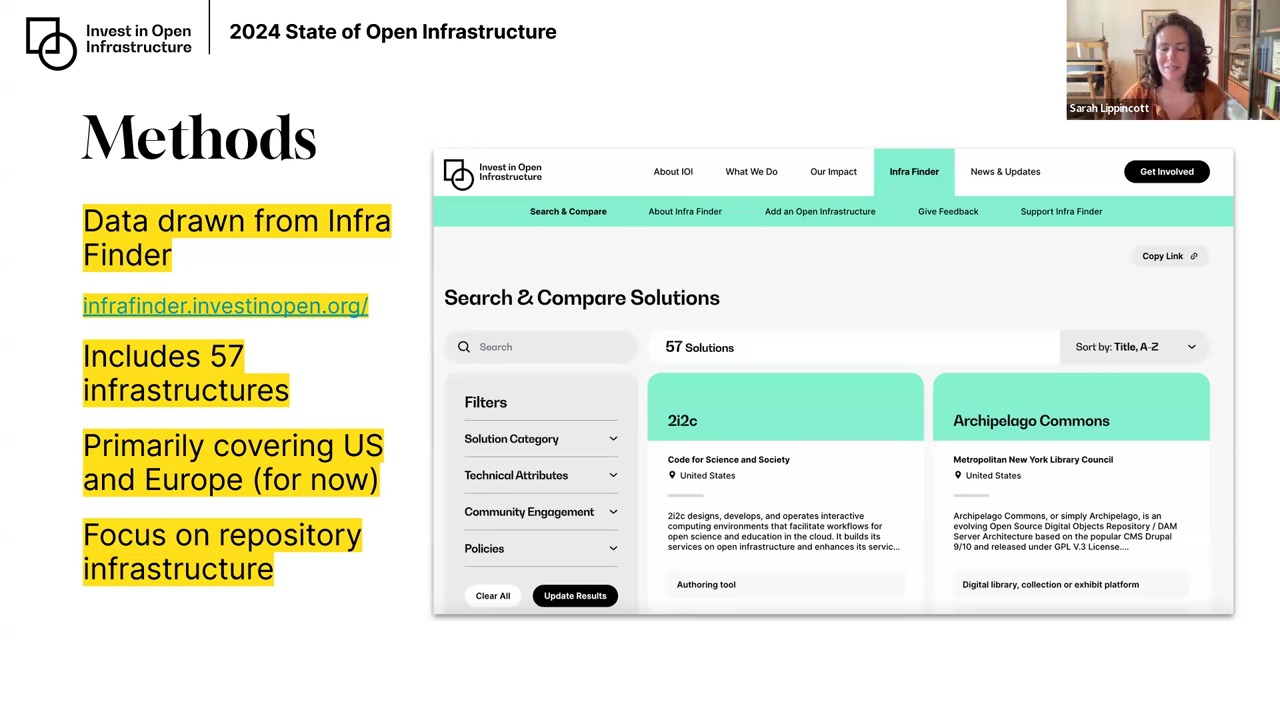 Invest in Open
Infrastructure
2024 State of Open Infrastructure
Sarah Lippincott
Methods
Data drawn from Infra
Finder
infrafinder.investinopen.org/
Includes 57
infrastructures
Primarily covering US
and Europe (for now)
Focus on repository
infrastructure
Invest in Open
Infrastructure
About IOI
What We Do
Our Impact
Infra Finder
News & Updates
Get Involved
Search & Compare
About Infra Finder
Add an Open Infrastructure
Give Feedback
Support Infra Finder
Copy Link
Search & Compare Solutions
Search
57 Solutions
Sort by: Title, A-Z
Filters
Solution Category
Technical Attributes
Community Engagement
Policies
Clear All
Update Results
2i2c
Code for Science and Society
United States
2i2c designs, develops, and operates interactive
computing environments that facilitate workflows for
open science and education in the cloud. It builds its
services on open infrastructure and enhances its servic...
Authoring tool
Archipelago Commons
Metropolitan New York Library Council
United States
Archipelago Commons, or simply Archipelago, is an
evolving Open Source Digital Objects Repository / DAM
Server Architecture based on the popular CMS Drupal
9/10 and released under GPL V.3 License....
Digital library, collection or exhibit platform